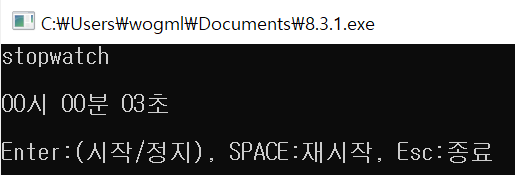 C:₩Users₩wogml₩Documents₩8.3.1.exe
stopwatch
00시 00분 03초
Enter:(시작/정지), SPACE:재시작, Esc:종료